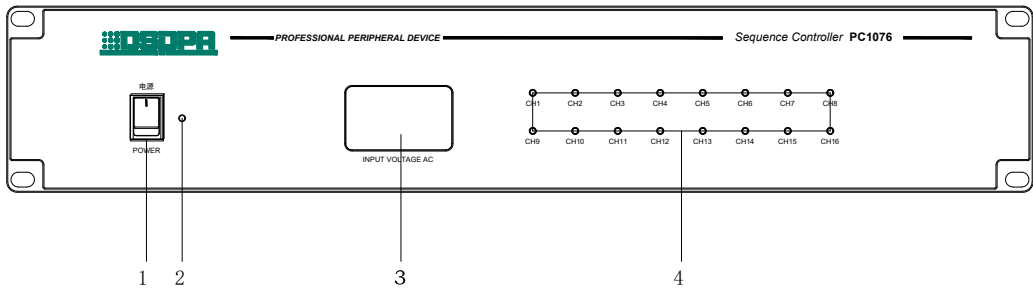 DSPPA
PROFESSIONAL PERIPHERAL DEVICE
Sequence Controller PC1076
电源
POWER
INPUT VOLTAGE AC
CH1 CH2 CH3 CH4 CH5 CH6 CH7 CH8
CH9 CH10 CH11 CH12 CH13 CH14 CH15 CH16
1 2 3 4